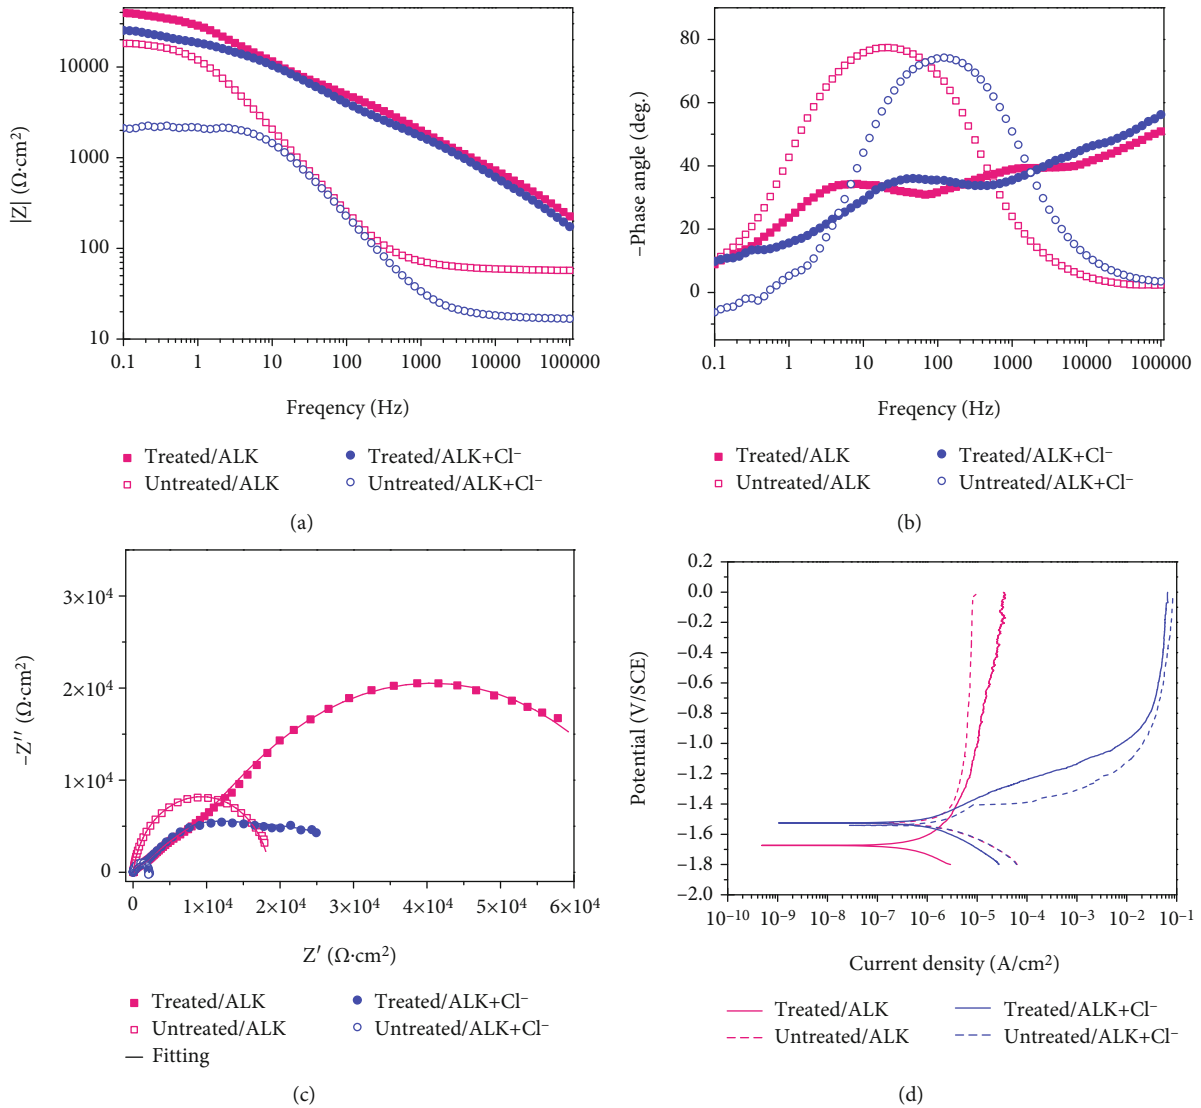 10000
1000
100
10
|Z| (Ω·cm²)
0.1 1 10 100 1000 10000 100000
Freqency (Hz)
Treated/ALK Treated/ALK+Cl⁻
Untreated/ALK Untreated/ALK+Cl⁻
(a)
80
60
40
20
0
−Phase angle (deg.)
0.1 1 10 100 1000 10000 100000
Freqency (Hz)
Treated/ALK Treated/ALK+Cl⁻
Untreated/ALK Untreated/ALK+Cl⁻
(b)
3×10⁴
2×10⁴
1×10⁴
0
−Z″ (Ω·cm²)
0 1×10⁴ 2×10⁴ 3×10⁴ 4×10⁴ 5×10⁴ 6×10⁴
Z′ (Ω·cm²)
Treated/ALK Treated/ALK+Cl⁻
Untreated/ALK Untreated/ALK+Cl⁻
Fitting
(c)
0.2
0.0
−0.2
−0.4
−0.6
−0.8
−1.0
−1.2
−1.4
−1.6
−1.8
−2.0
Potential (V/SCE)
10⁻¹⁰ 10⁻⁹ 10⁻⁸ 10⁻⁷ 10⁻⁶ 10⁻⁵ 10⁻⁴ 10⁻³ 10⁻² 10⁻¹
Current density (A/cm²)
Treated/ALK Treated/ALK+Cl⁻
Untreated/ALK Untreated/ALK+Cl⁻
(d)